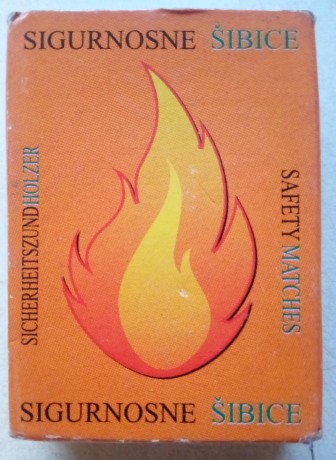 SIGURNOSNE ŠIBICE
SICHERHEITSZUNDHOLZER
SAFETY MATCHES
SIGURNOSNE ŠIBICE